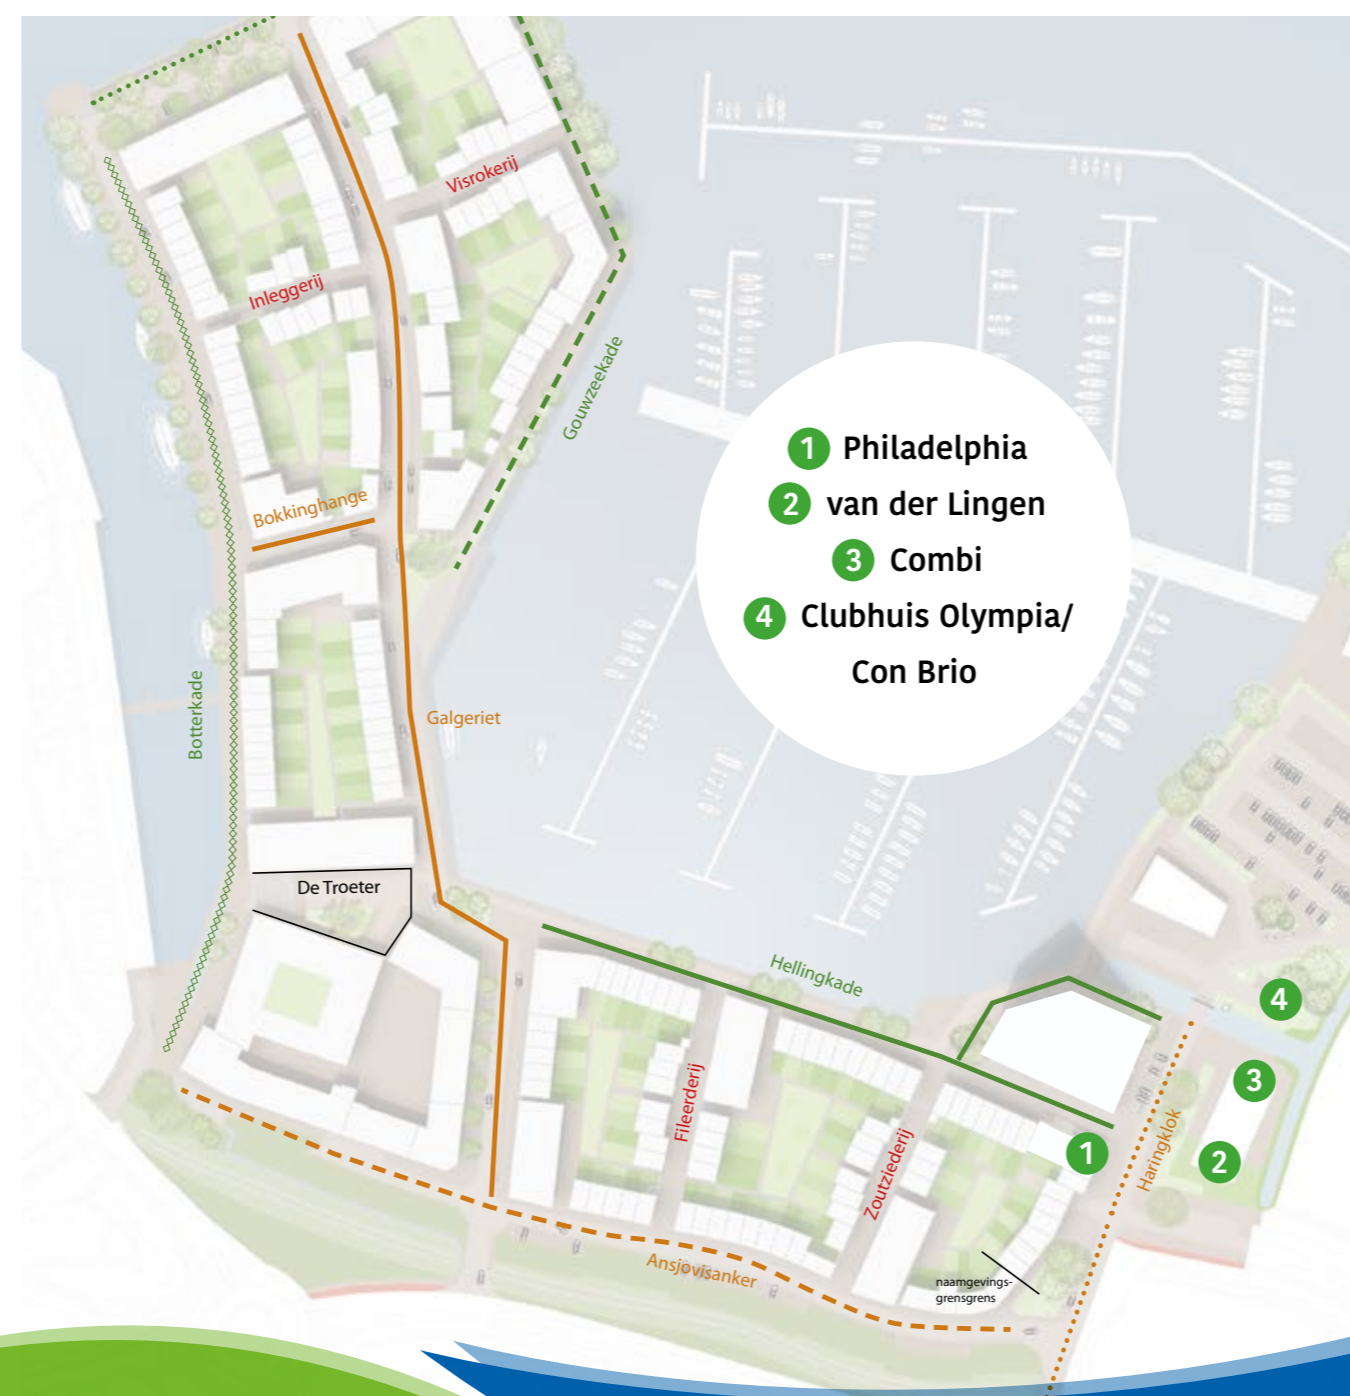 Visrokerij
Inleggerij
Gouwzeekade
Bokkinghange
Botterkade
Galgeriet
De Troeter
1 Philadelphia
2 van der Lingen
3 Combi
4 Clubhuis Olympia/
Con Brio
Hellingkade
4
3
Fileerderij
Zoutziederij
1
Haringklok
2
Ansjovisanker
naamgevings-
grensgrens